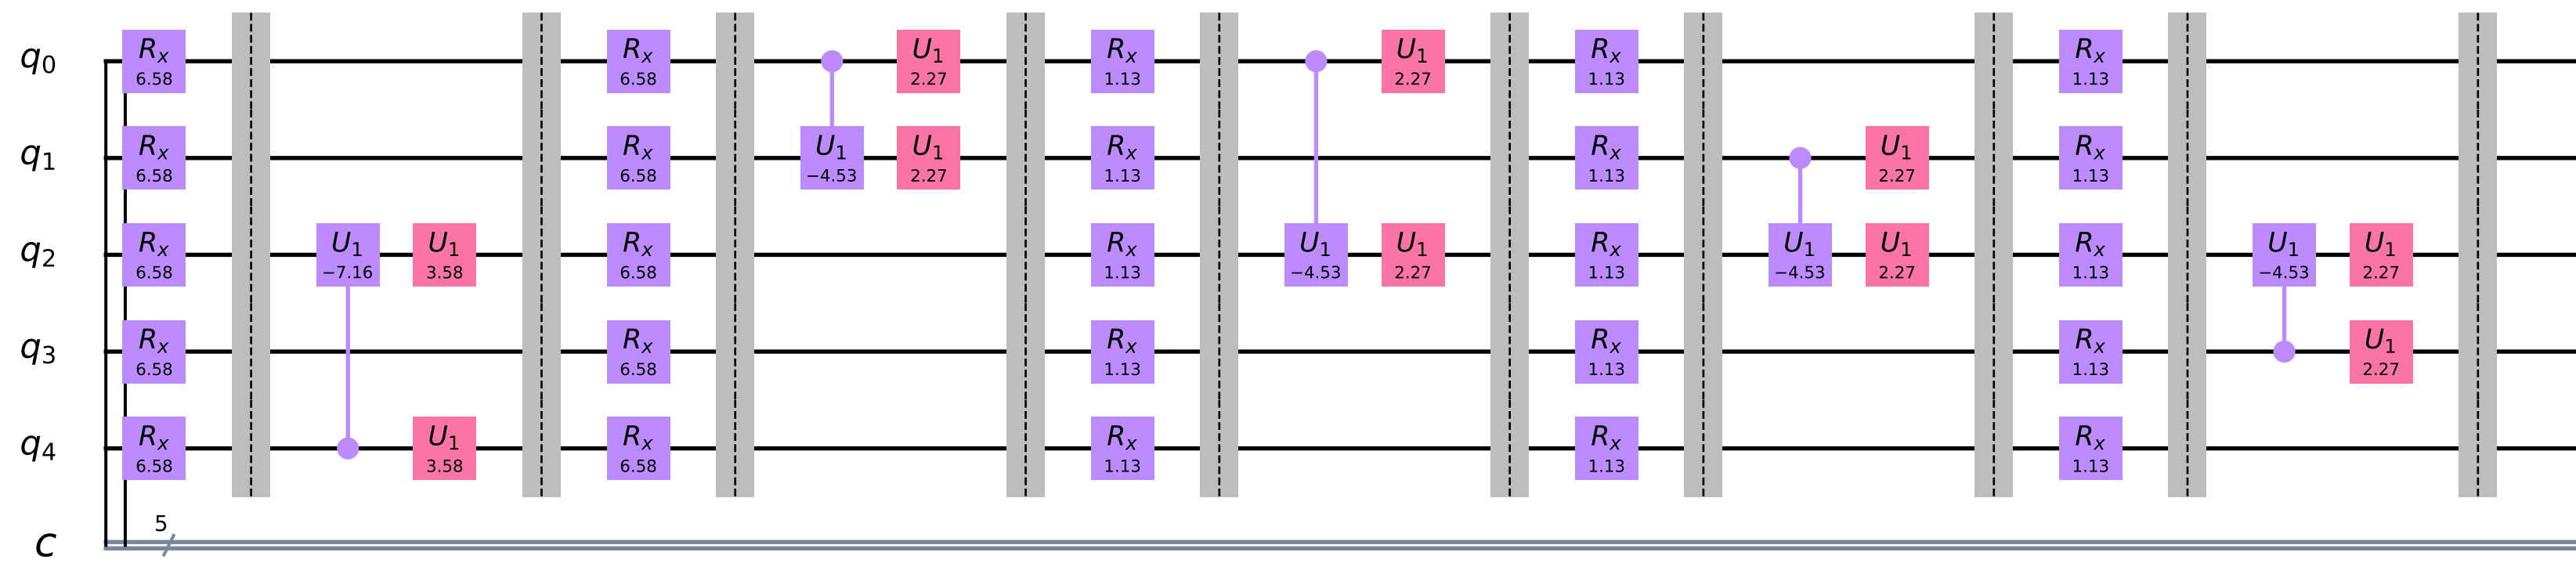 q0 Rx Rx U1 Rx U1 Rx Rx
6.58 6.58 2.27 1.13 2.27 1.13 1.13
q1 Rx Rx U1 U1 Rx Rx U1 Rx
6.58 6.58 −4.53 2.27 1.13 1.13 2.27 1.13
q2 Rx U1 U1 Rx Rx U1 U1 Rx U1 U1 Rx U1 U1
6.58 −7.16 3.58 6.58 1.13 −4.53 2.27 1.13 −4.53 2.27 1.13 −4.53 2.27
q3 Rx Rx Rx Rx Rx U1
6.58 6.58 1.13 1.13 1.13 2.27
q4 Rx U1 Rx Rx Rx Rx
6.58 3.58 6.58 1.13 1.13 1.13
5
c